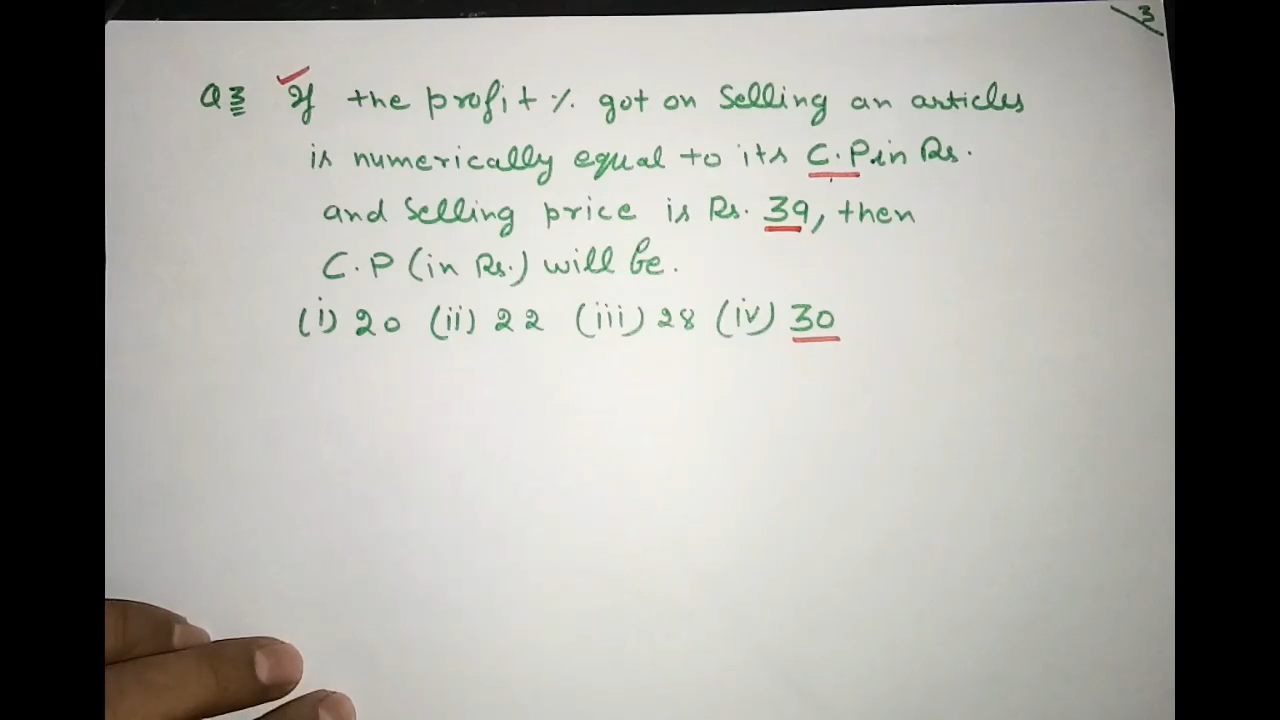 3
Q3 If the profit % got on Selling an articles
is numerically equal to its C.P in Rs.
and Selling price is Rs. 39, then
C.P (in Rs.) will be.
(i) 20 (ii) 22 (iii) 28 (iv) 30